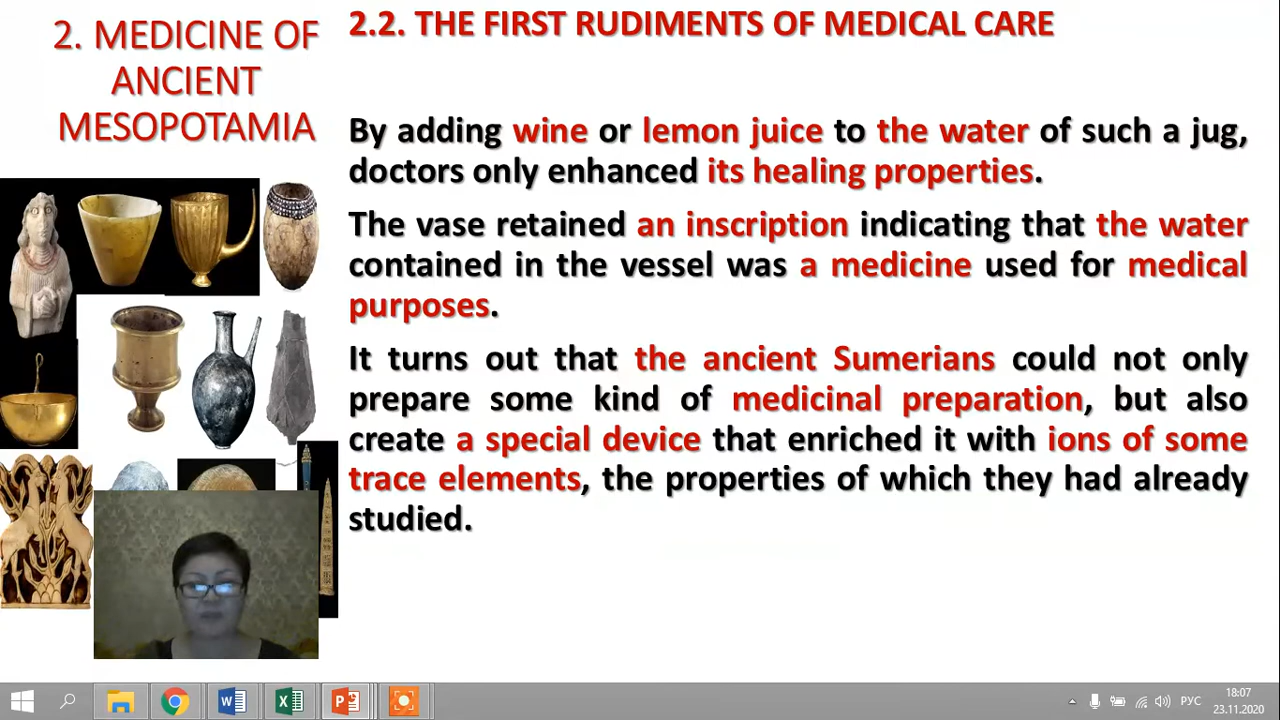 2. MEDICINE OF
ANCIENT
MESOPOTAMIA
2.2. THE FIRST RUDIMENTS OF MEDICAL CARE
By adding wine or lemon juice to the water of such a jug,
doctors only enhanced its healing properties.
The vase retained an inscription indicating that the water
contained in the vessel was a medicine used for medical
purposes.
It turns out that the ancient Sumerians could not only
prepare some kind of medicinal preparation, but also
create a special device that enriched it with ions of some
trace elements, the properties of which they had already
studied.
РУС
18:07
23.11.2020